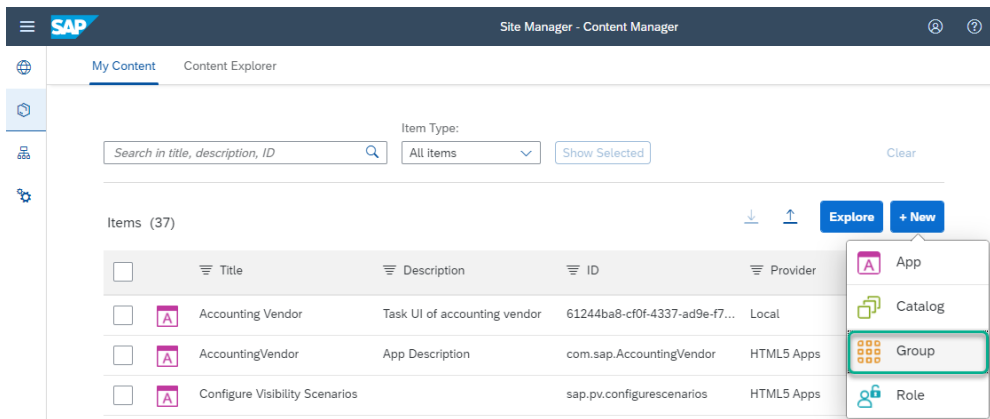 SAP Site Manager - Content Manager
My Content Content Explorer
Item Type:
Search in title, description, ID All items Show Selected Clear
Items (37) Explore + New
Title Description ID Provider
A App
Catalog
A Accounting Vendor Task UI of accounting vendor 61244ba8-cf0f-4337-ad9e-f7... Local
Group
A AccountingVendor App Description com.sap.AccountingVendor HTML5 Apps
A Configure Visibility Scenarios sap.pv.configurescenarios HTML5 Apps
Role